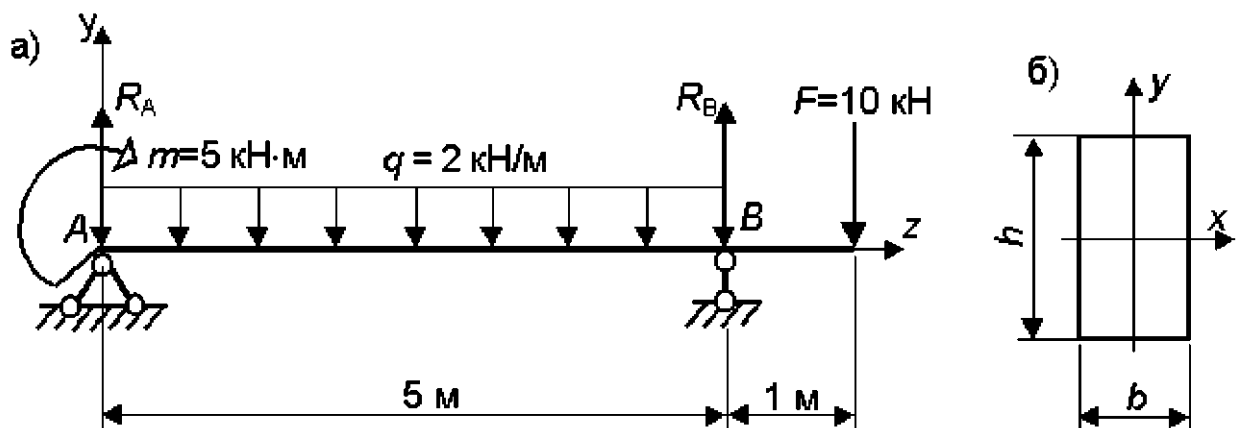 а)
y
R_A
R_B
F=10 кН
б)
y
m=5 кН·м
q = 2 кН/м
A
B
z
h
x
5 м
1 м
b